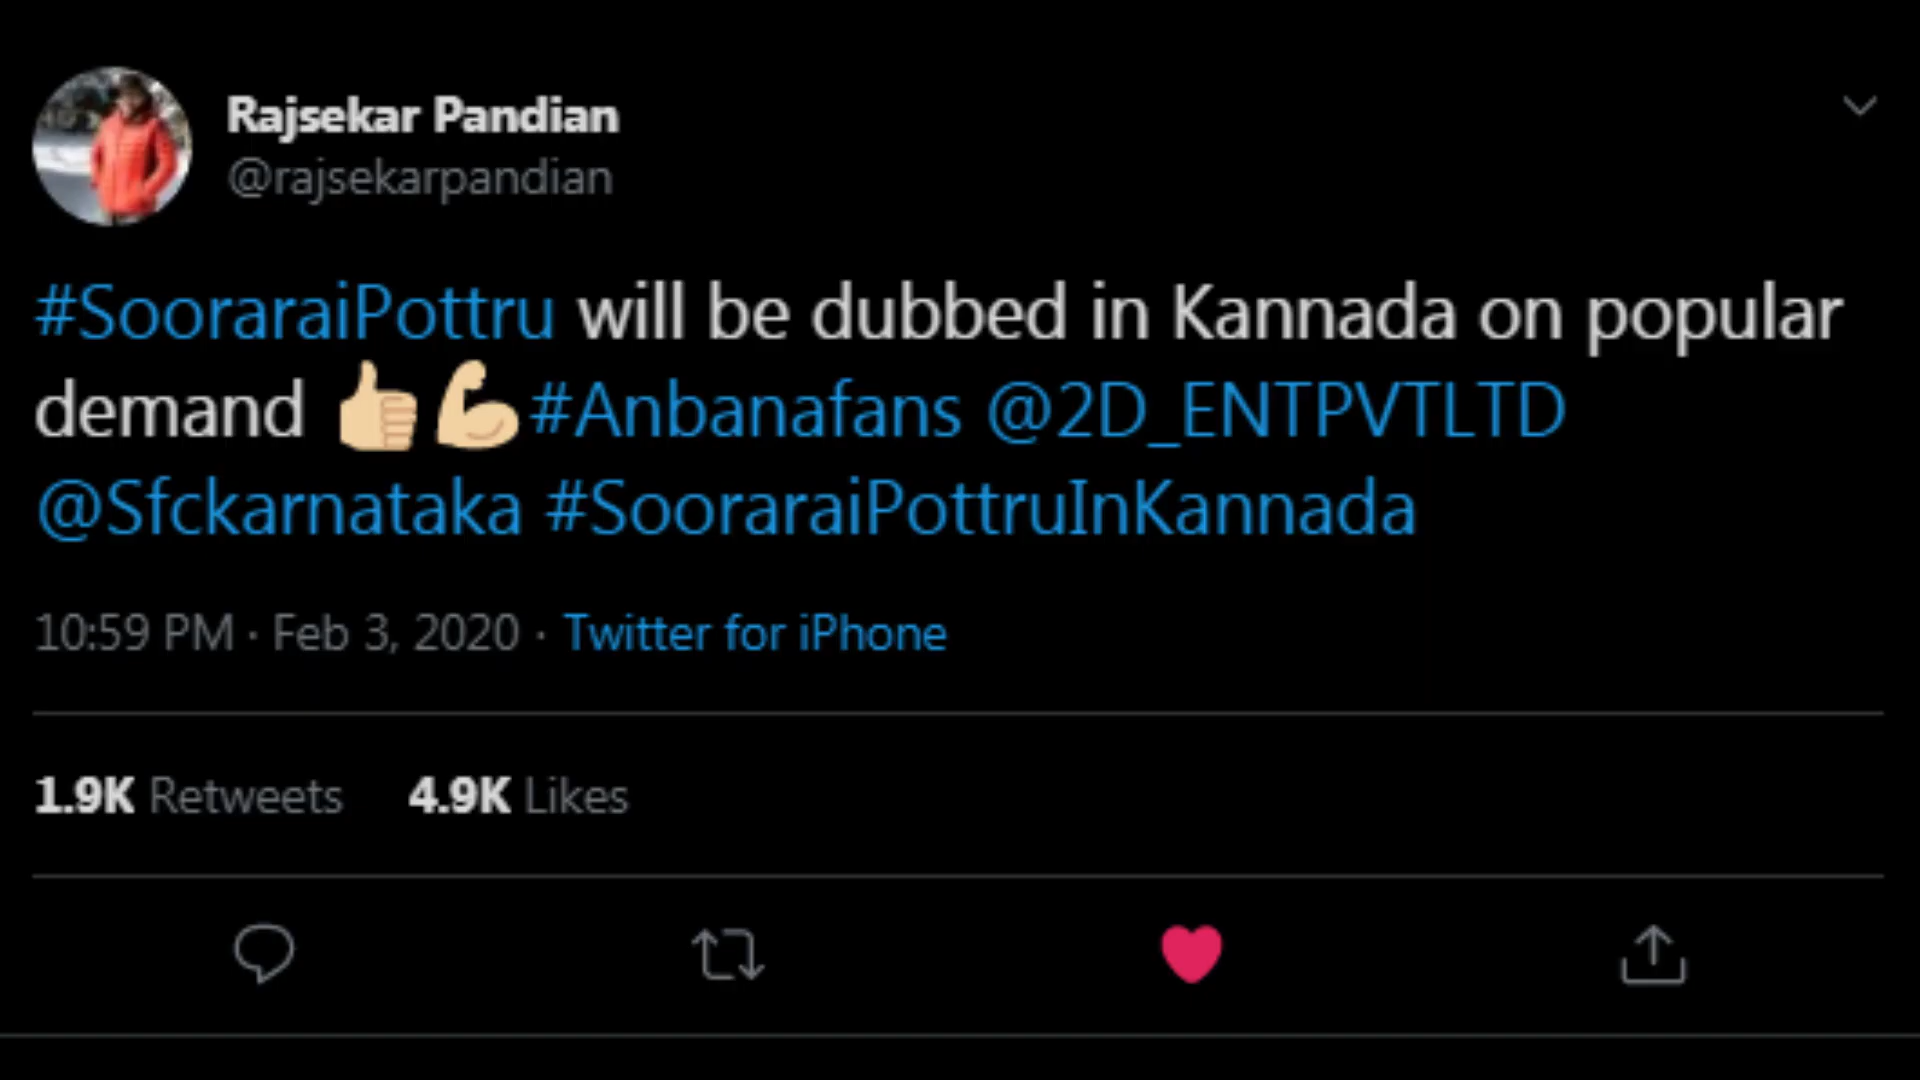 Rajsekar Pandian
@rajsekarpandian
#SooraraiPottru will be dubbed in Kannada on popular
demand 👍🏼💪🏼#Anbanafans @2D_ENTPVTLTD
@Sfckarnataka #SooraraiPottruInKannada
10:59 PM · Feb 3, 2020 · Twitter for iPhone
1.9K Retweets 4.9K Likes